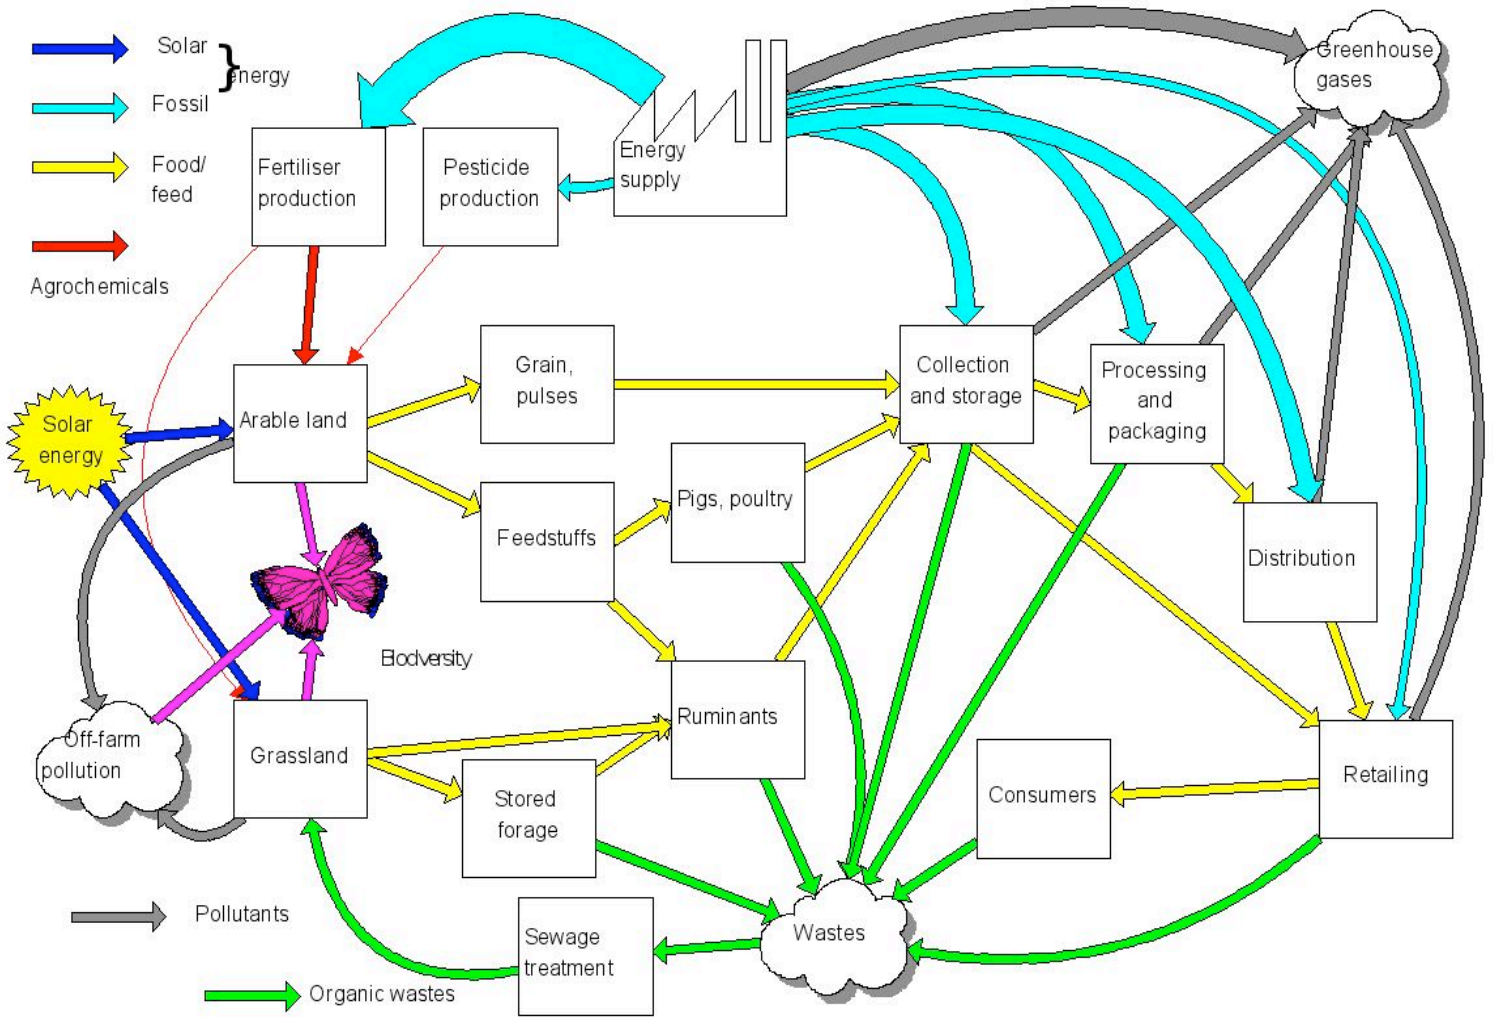 Solar
energy
Fossil
Food/
feed
Agrochemicals
Greenhouse
gases
Energy
supply
Fertiliser
production
Pesticide
production
Grain,
pulses
Collection
and storage
Processing
and
packaging
Solar
energy
Arable land
Feedstuffs
Pigs, poultry
Distribution
Biodversity
Off-farm
pollution
Grassland
Ruminants
Stored
forage
Consumers
Retailing
Pollutants
Sewage
treatment
Wastes
Organic wastes